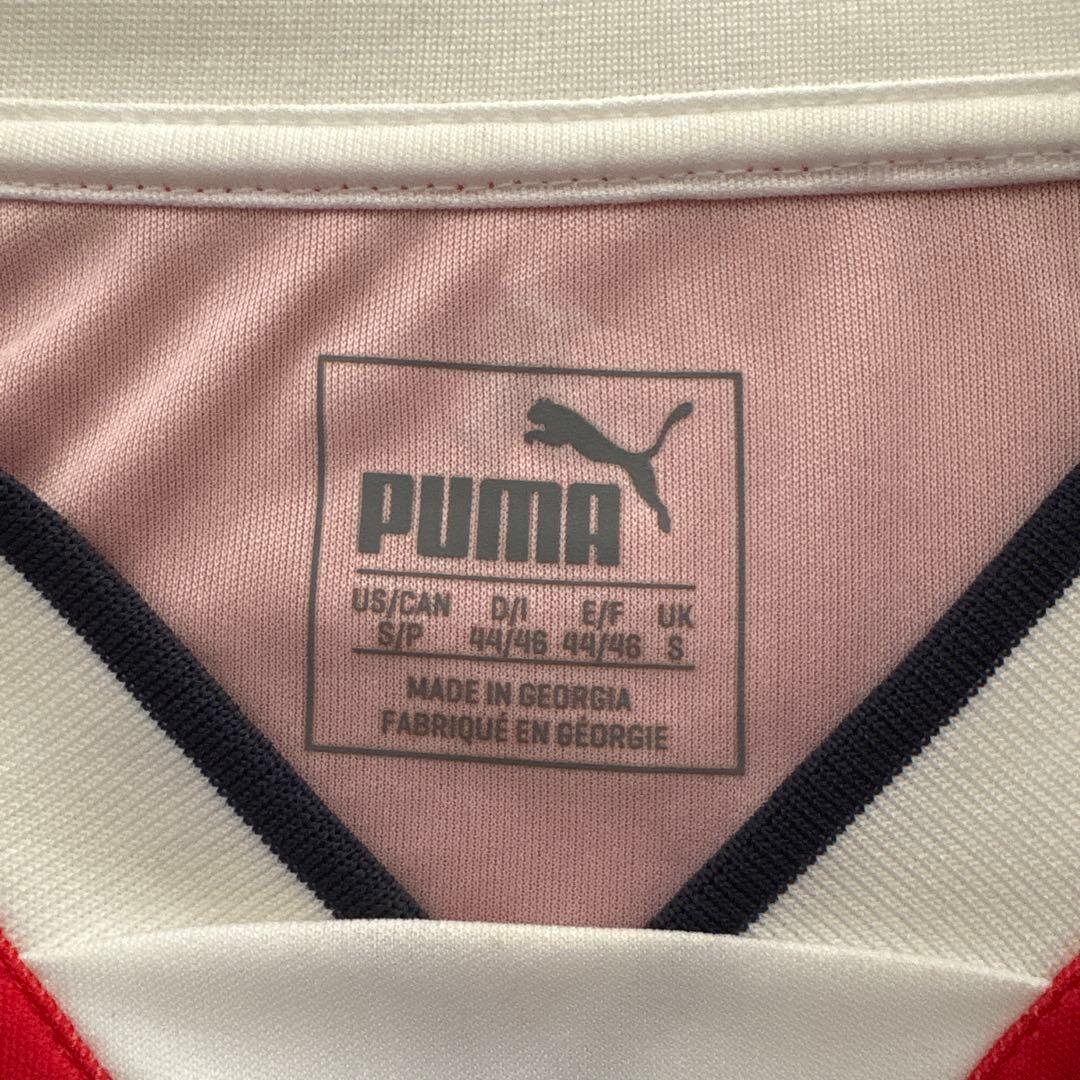 PUMA
US/CAN D/I E/F UK
S/P 44/46 44/46 S
MADE IN GEORGIA
FABRIQUÉ EN GÉORGIE